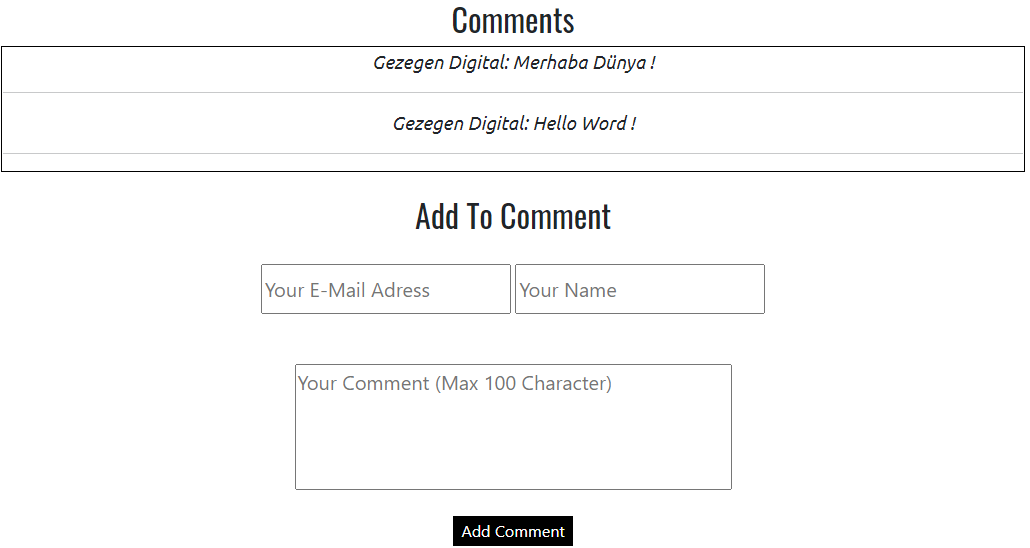 Comments
Gezegen Digital: Merhaba Dünya !
Gezegen Digital: Hello Word !
Add To Comment
Your E-Mail Adress Your Name
Your Comment (Max 100 Character)
Add Comment